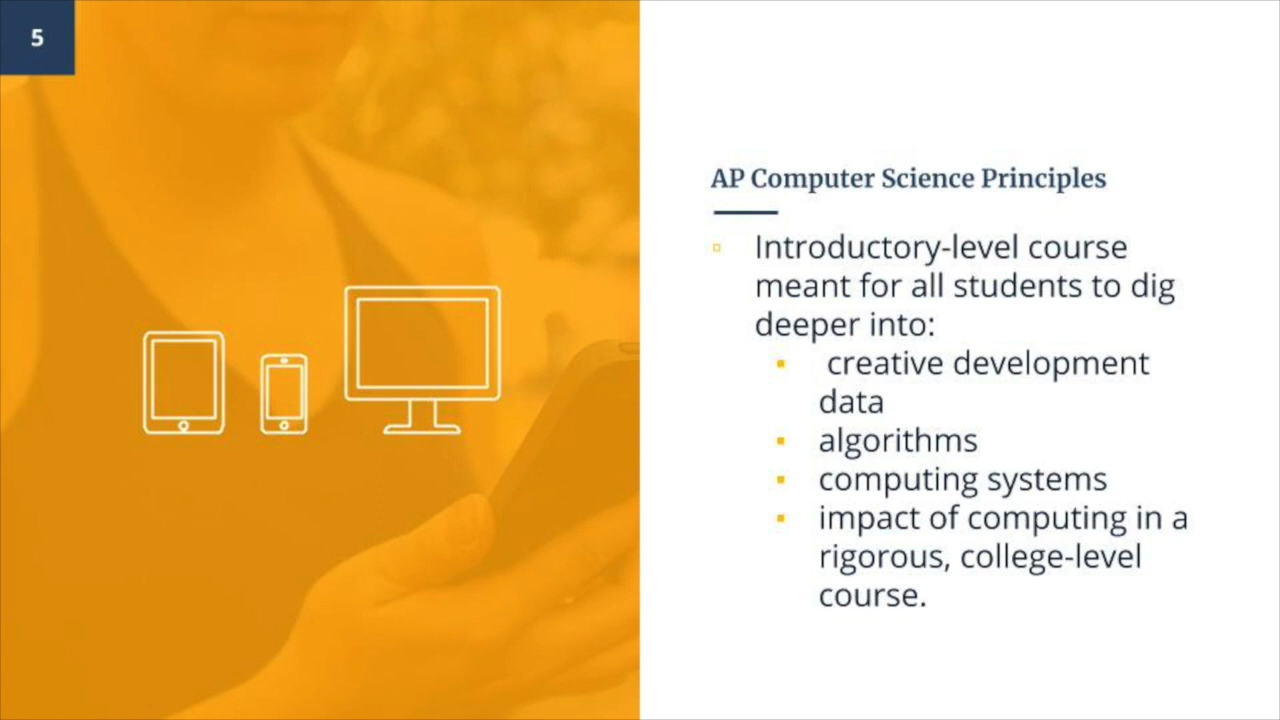 5
AP Computer Science Principles
Introductory-level course
meant for all students to dig
deeper into:
creative development
data
algorithms
computing systems
impact of computing in a
rigorous, college-level
course.